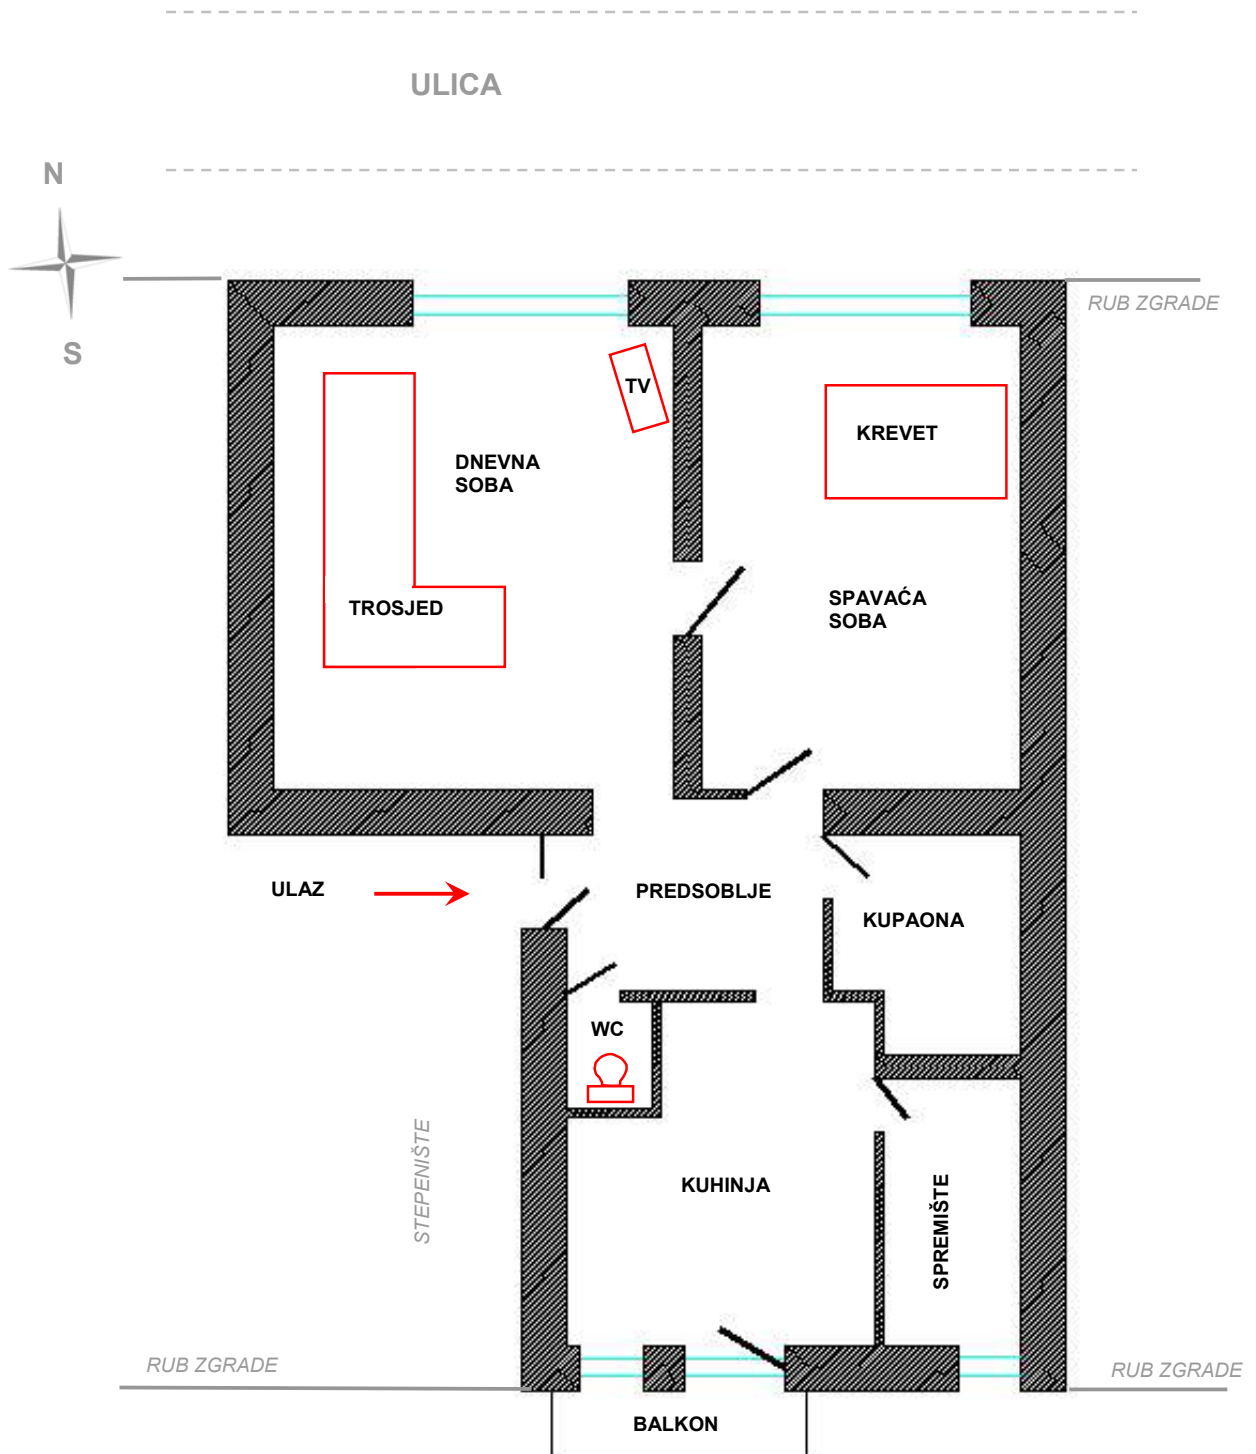 ULICA
N
S
RUB ZGRADE
TV
KREVET
DNEVNA
SOBA
TROSJED
SPAVAĆA
SOBA
ULAZ
PREDSOBLJE
KUPAONA
WC
STEPENIŠTE
KUHINJA
SPREMIŠTE
RUB ZGRADE
RUB ZGRADE
BALKON